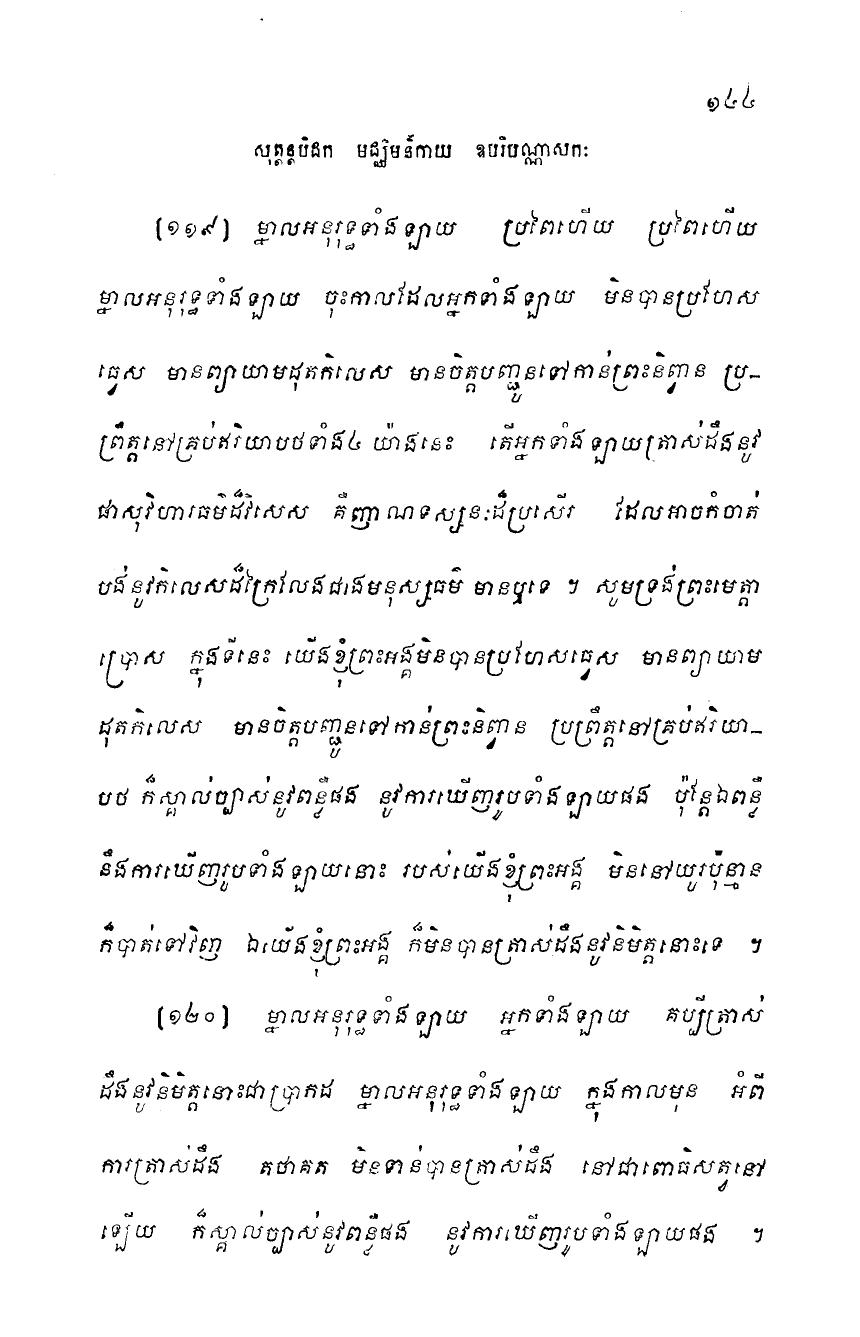 ១៤៤
សុត្តន្តបិដក មជ្ឈិមនិកាយ ឧបរិបណ្ណាសកៈ
[១១៩] ម្នាលអនុរុទ្ធទាំងឡាយ ប្រពៃហើយ ប្រពៃហើយ
ម្នាលអនុរុទ្ធទាំងឡាយ ចុះកាលដែលអ្នកទាំងឡាយ មិនបានប្រហែស
ធ្វេស មានព្យាយាមដុតកិលេស មានចិត្តបញ្ជូនទៅកាន់ព្រះនិព្វាន ប្រ-
ព្រឹត្តនៅគ្រប់ឥរិយាបថទាំង៤ យ៉ាងនេះ តើអ្នកទាំងឡាយត្រាស់ដឹងនូវ
ផាសុវិហារធម៌ដ៏វិសេស គឺញាណទស្សនៈដ៏ប្រសើរ ដែលអាចកំចាត់
បង់នូវកិលេសដ៏ក្រៃលែងជាងមនុស្សធម៌ មានឬទេ ។ សូមទ្រង់ព្រះមេត្តា
ប្រោស ក្នុងទីនេះ យើងខ្ញុំព្រះអង្គមិនបានប្រហែសធ្វេស មានព្យាយាម
ដុតកិលេស មានចិត្តបញ្ជូនទៅកាន់ព្រះនិព្វាន ប្រព្រឹត្តនៅគ្រប់ឥរិយា-
បថ ក៏ស្គាល់ច្បាស់នូវពន្លឺផង នូវការឃើញរូបទាំងឡាយផង ប៉ុន្តែឯពន្លឺ
នឹងការឃើញរូបទាំងឡាយនោះ របស់យើងខ្ញុំព្រះអង្គ មិននៅយូរប៉ុន្មាន
ក៏បាត់ទៅវិញ ឯយើងខ្ញុំព្រះអង្គ ក៏មិនបានត្រាស់ដឹងនូវនិមិត្តនោះទេ ។
[១២០] ម្នាលអនុរុទ្ធទាំងឡាយ អ្នកទាំងឡាយ គប្បីត្រាស់
ដឹងនូវនិមិត្តនោះជាប្រាកដ ម្នាលអនុរុទ្ធទាំងឡាយ ក្នុងកាលមុន អំពី
ការត្រាស់ដឹង តថាគត មិនទាន់បានត្រាស់ដឹង នៅជាពោធិសត្វនៅ
ឡើយ ក៏ស្គាល់ច្បាស់នូវពន្លឺផង នូវការឃើញរូបទាំងឡាយផង ។